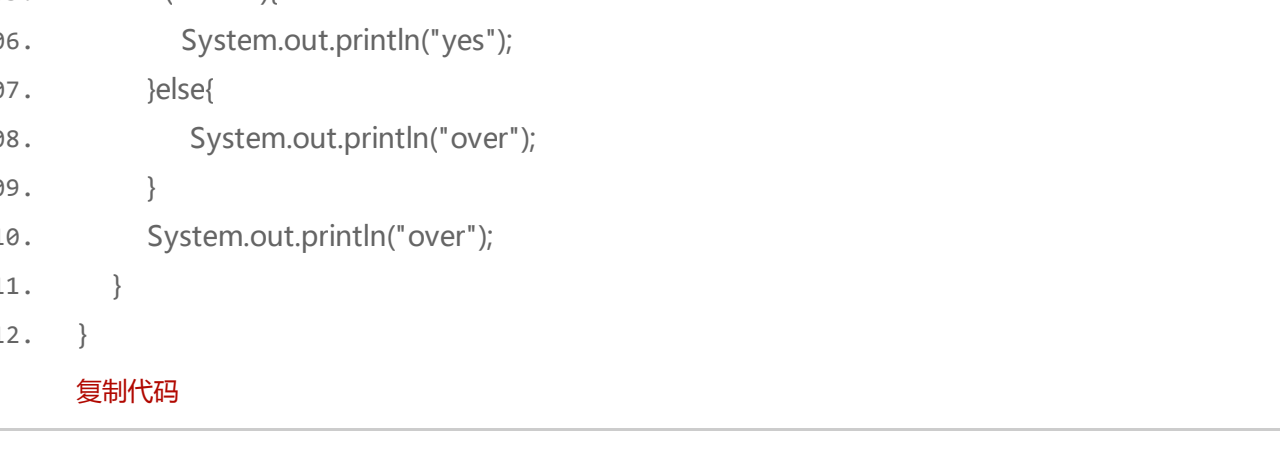 06. System.out.println("yes");
07. }else{
08. System.out.println("over");
09. }
10. System.out.println("over");
11. }
12. }
复制代码